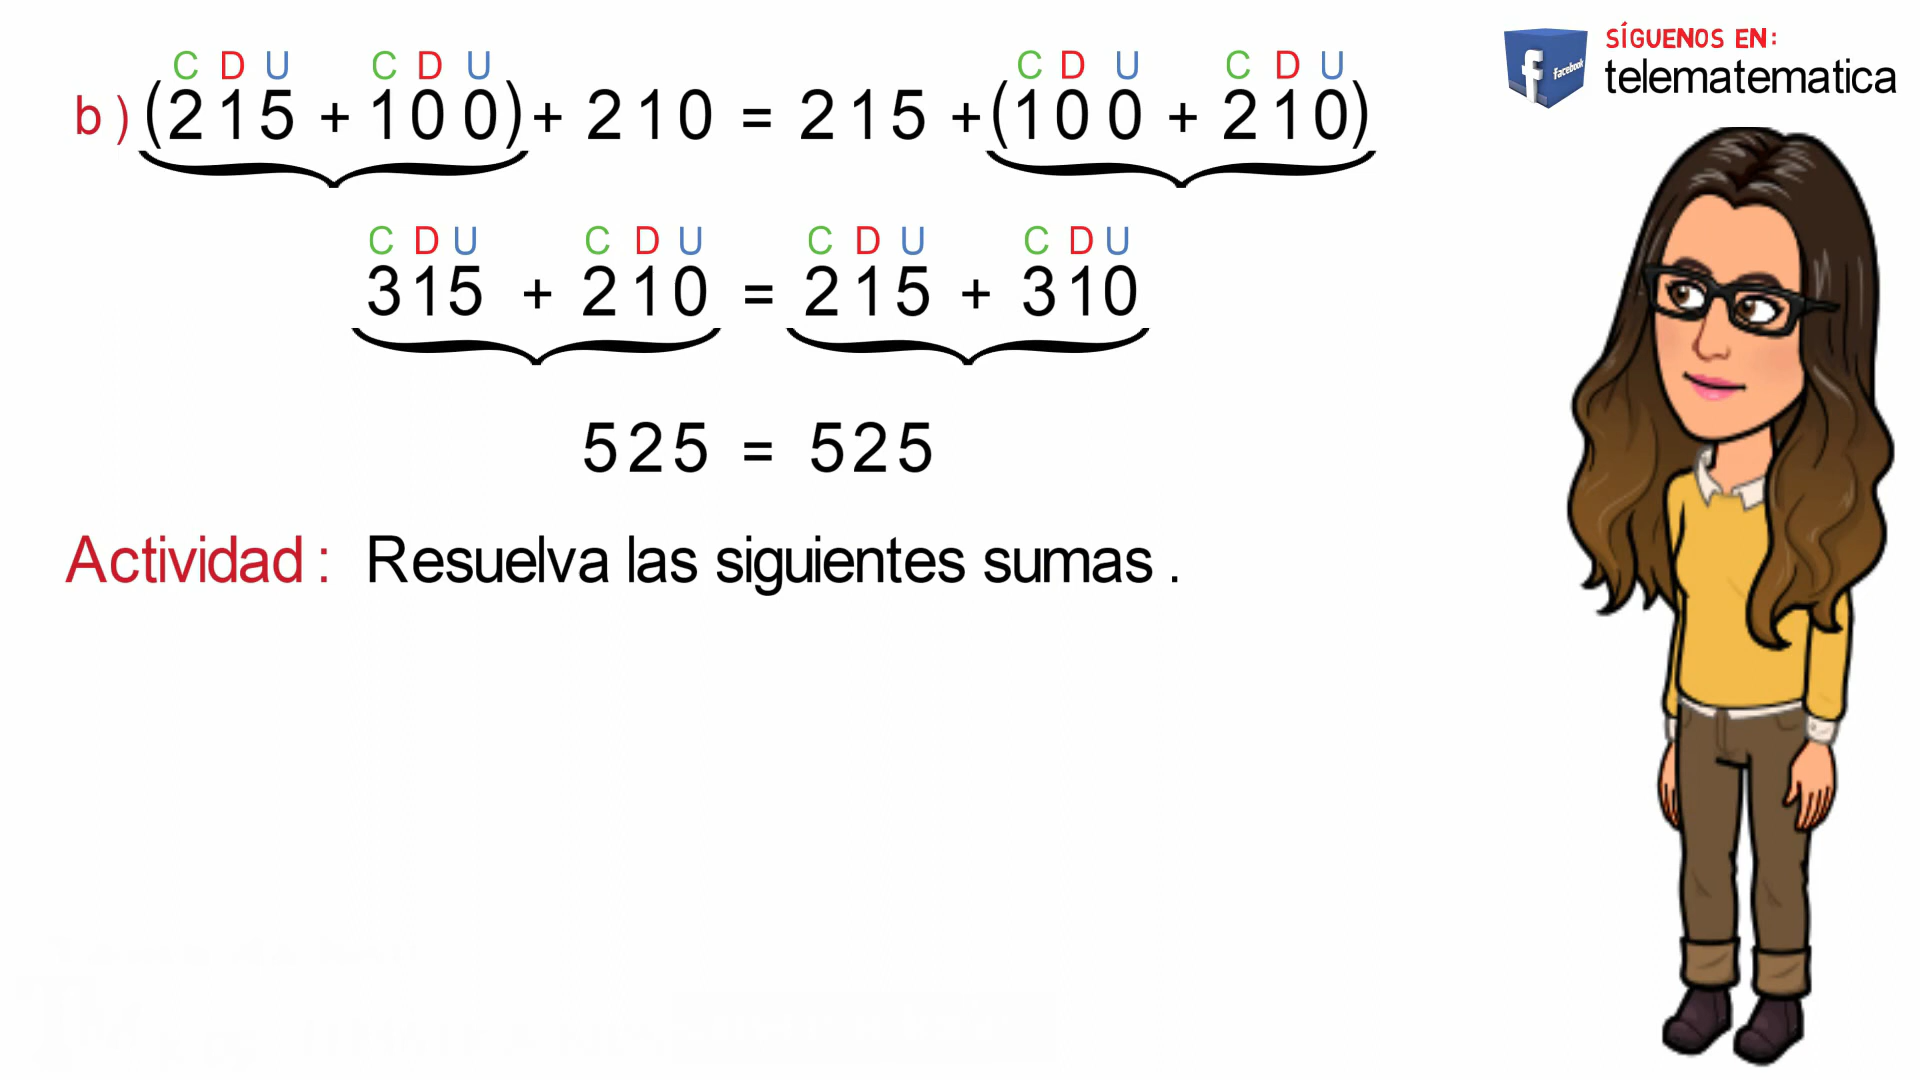 SÍGUENOS EN:
facebook
telematematica
C D U C D U C D U C D U
b) (215 + 100) + 210 = 215 + (100 + 210)
C D U C D U C D U C D U
315 + 210 = 215 + 310
525 = 525
Actividad: Resuelva las siguientes sumas.